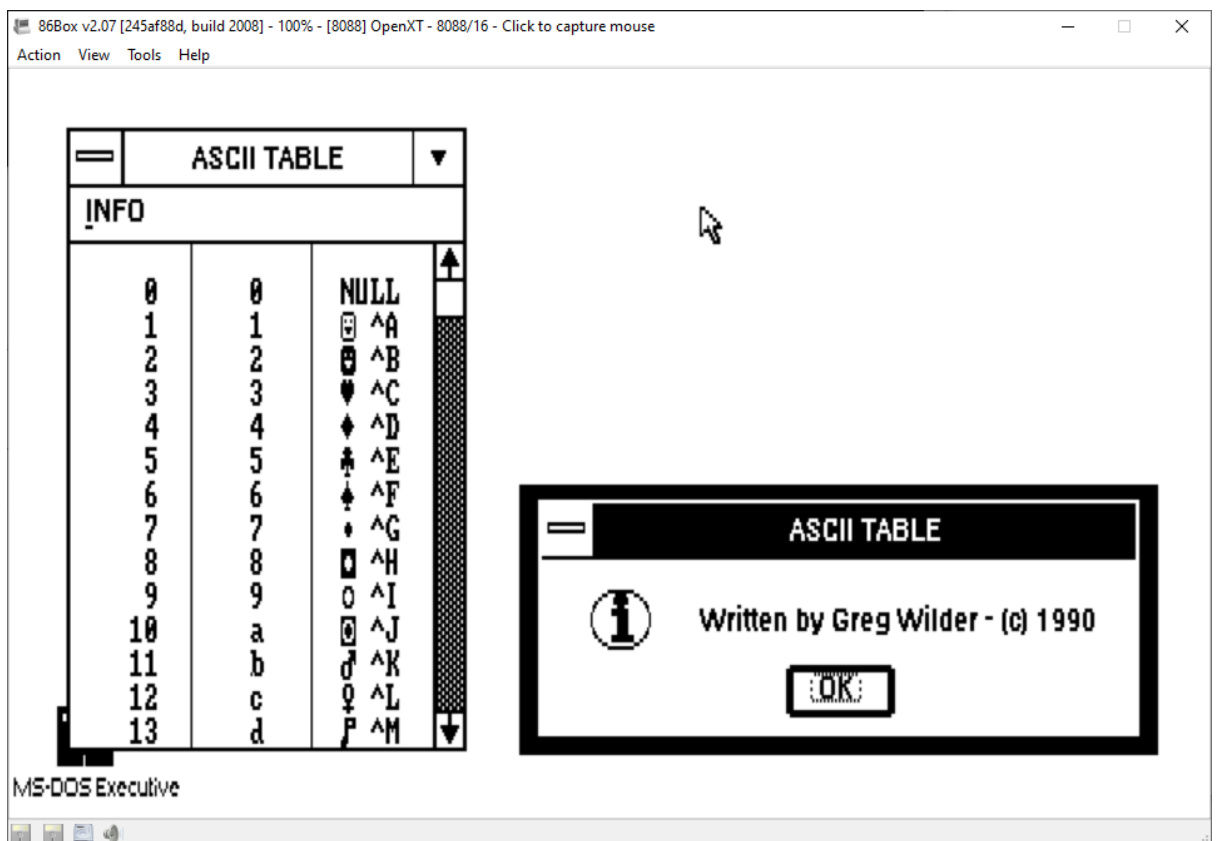 86Box v2.07 [245af88d, build 2008] - 100% - [8088] OpenXT - 8088/16 - Click to capture mouse
Action View Tools Help
ASCII TABLE
INFO
0 0 NULL
1 1 ☺ ^A
2 2 ☻ ^B
3 3 ♥ ^C
4 4 ♦ ^D
5 5 ♣ ^E
6 6 ♠ ^F
7 7 • ^G
8 8 ◘ ^H
9 9 ○ ^I
10 a ◙ ^J
11 b ♂ ^K
12 c ♀ ^L
13 d ♪ ^M
ASCII TABLE
Written by Greg Wilder - (c) 1990
OK
MS-DOS Executive